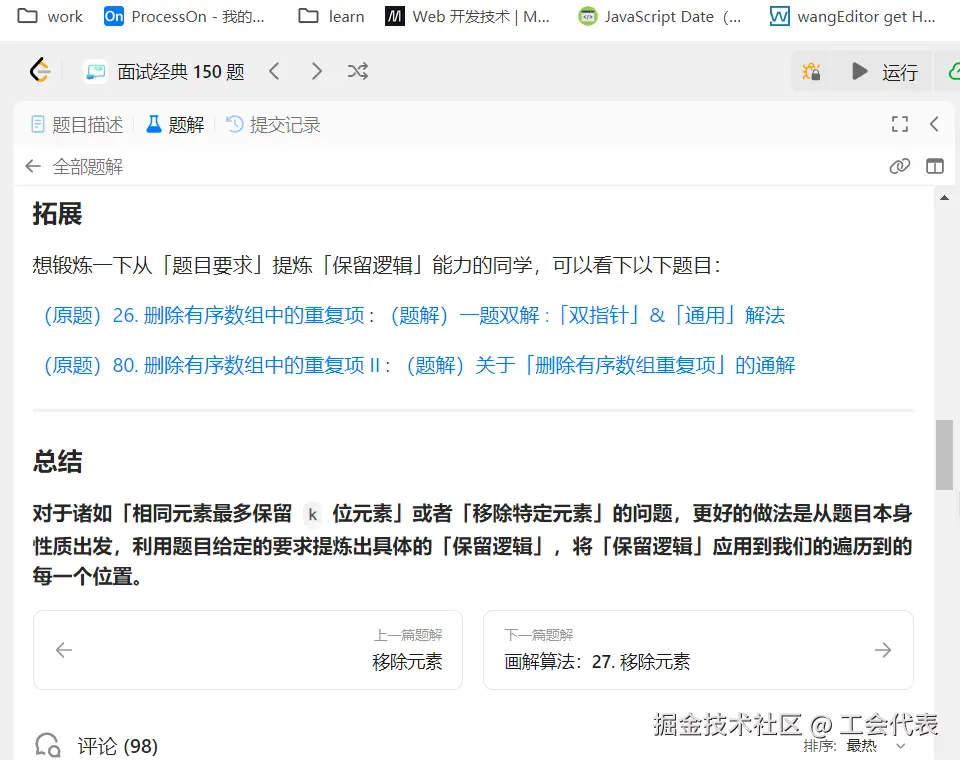 work
On ProcessOn - 我的...
learn
M Web 开发技术 | M...
JavaScript Date（...
W wangEditor get H...
面试经典 150 题
运行
题目描述
题解
提交记录
全部题解
拓展
想锻炼一下从「题目要求」提炼「保留逻辑」能力的同学，可以看下以下题目：
（原题）26. 删除有序数组中的重复项 : （题解）一题双解 :「双指针」&「通用」解法
（原题）80. 删除有序数组中的重复项 II : （题解）关于「删除有序数组重复项」的通解
总结
对于诸如「相同元素最多保留 k 位元素」或者「移除特定元素」的问题，更好的做法是从题目本身
性质出发，利用题目给定的要求提炼出具体的「保留逻辑」，将「保留逻辑」应用到我们的遍历到的
每一个位置。
上一篇题解
移除元素
下一篇题解
画解算法：27. 移除元素
评论 (98)
掘金技术社区 @ 工会代表
排序: 最热